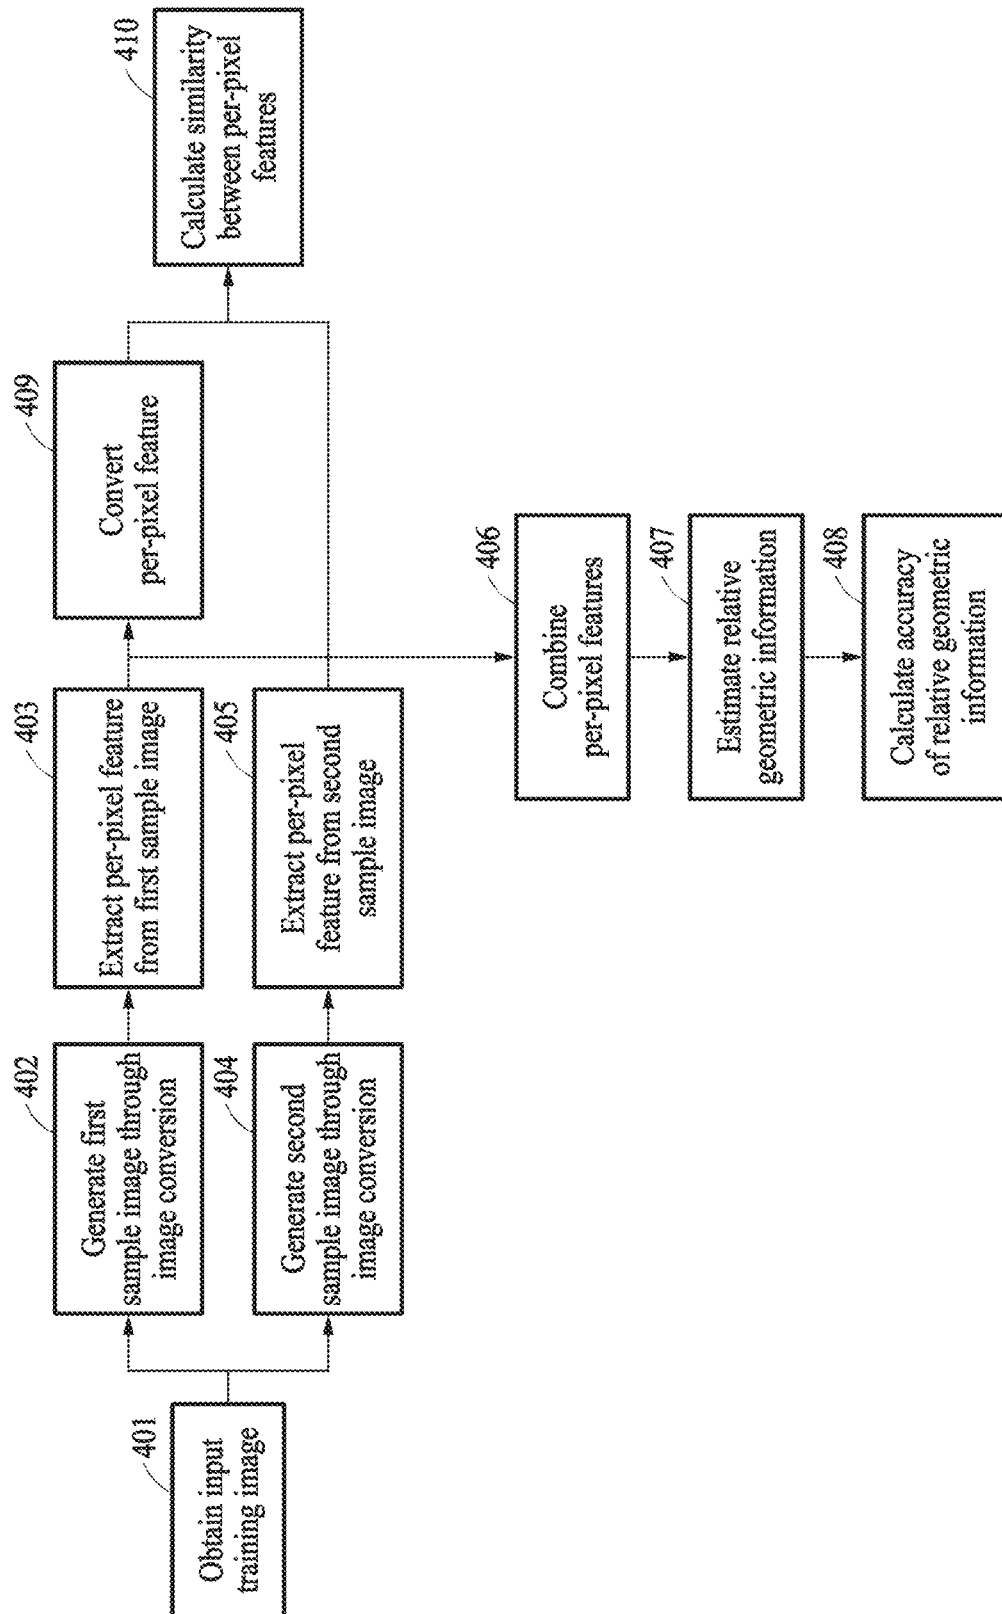 401
Obtain input
training image
402
Generate first
sample image through
image conversion
403
Extract per-pixel feature
from first sample image
404
Generate second
sample image through
image conversion
405
Extract per-pixel
feature from second
sample image
406
Combine
per-pixel features
407
Estimate relative
geometric information
408
Calculate accuracy
of relative geometric
information
409
Convert
per-pixel feature
410
Calculate similarity
between per-pixel
features